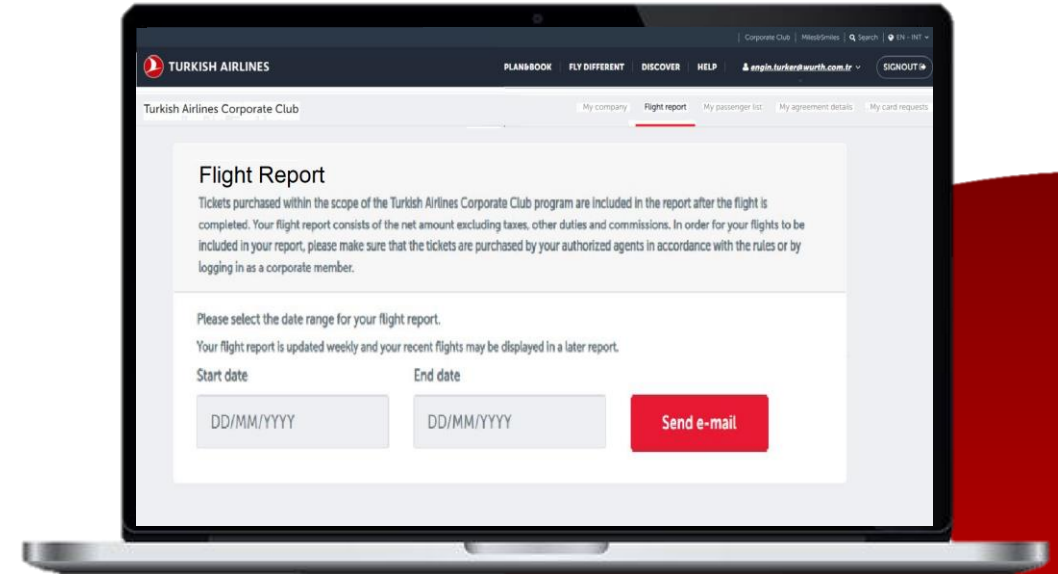 Corporate Club | Miles&Smiles | Search | EN - INT
TURKISH AIRLINES PLAN&BOOK FLY DIFFERENT DISCOVER HELP engin.turker@wurth.com.tr SIGNOUT
Turkish Airlines Corporate Club My company Flight report My passenger list My agreement details My card requests
Flight Report
Tickets purchased within the scope of the Turkish Airlines Corporate Club program are included in the report after the flight is
completed. Your flight report consists of the net amount excluding taxes, other duties and commissions. In order for your flights to be
included in your report, please make sure that the tickets are purchased by your authorized agents in accordance with the rules or by
logging in as a corporate member.
Please select the date range for your flight report.
Your flight report is updated weekly and your recent flights may be displayed in a later report.
Start date End date
DD/MM/YYYY DD/MM/YYYY Send e-mail